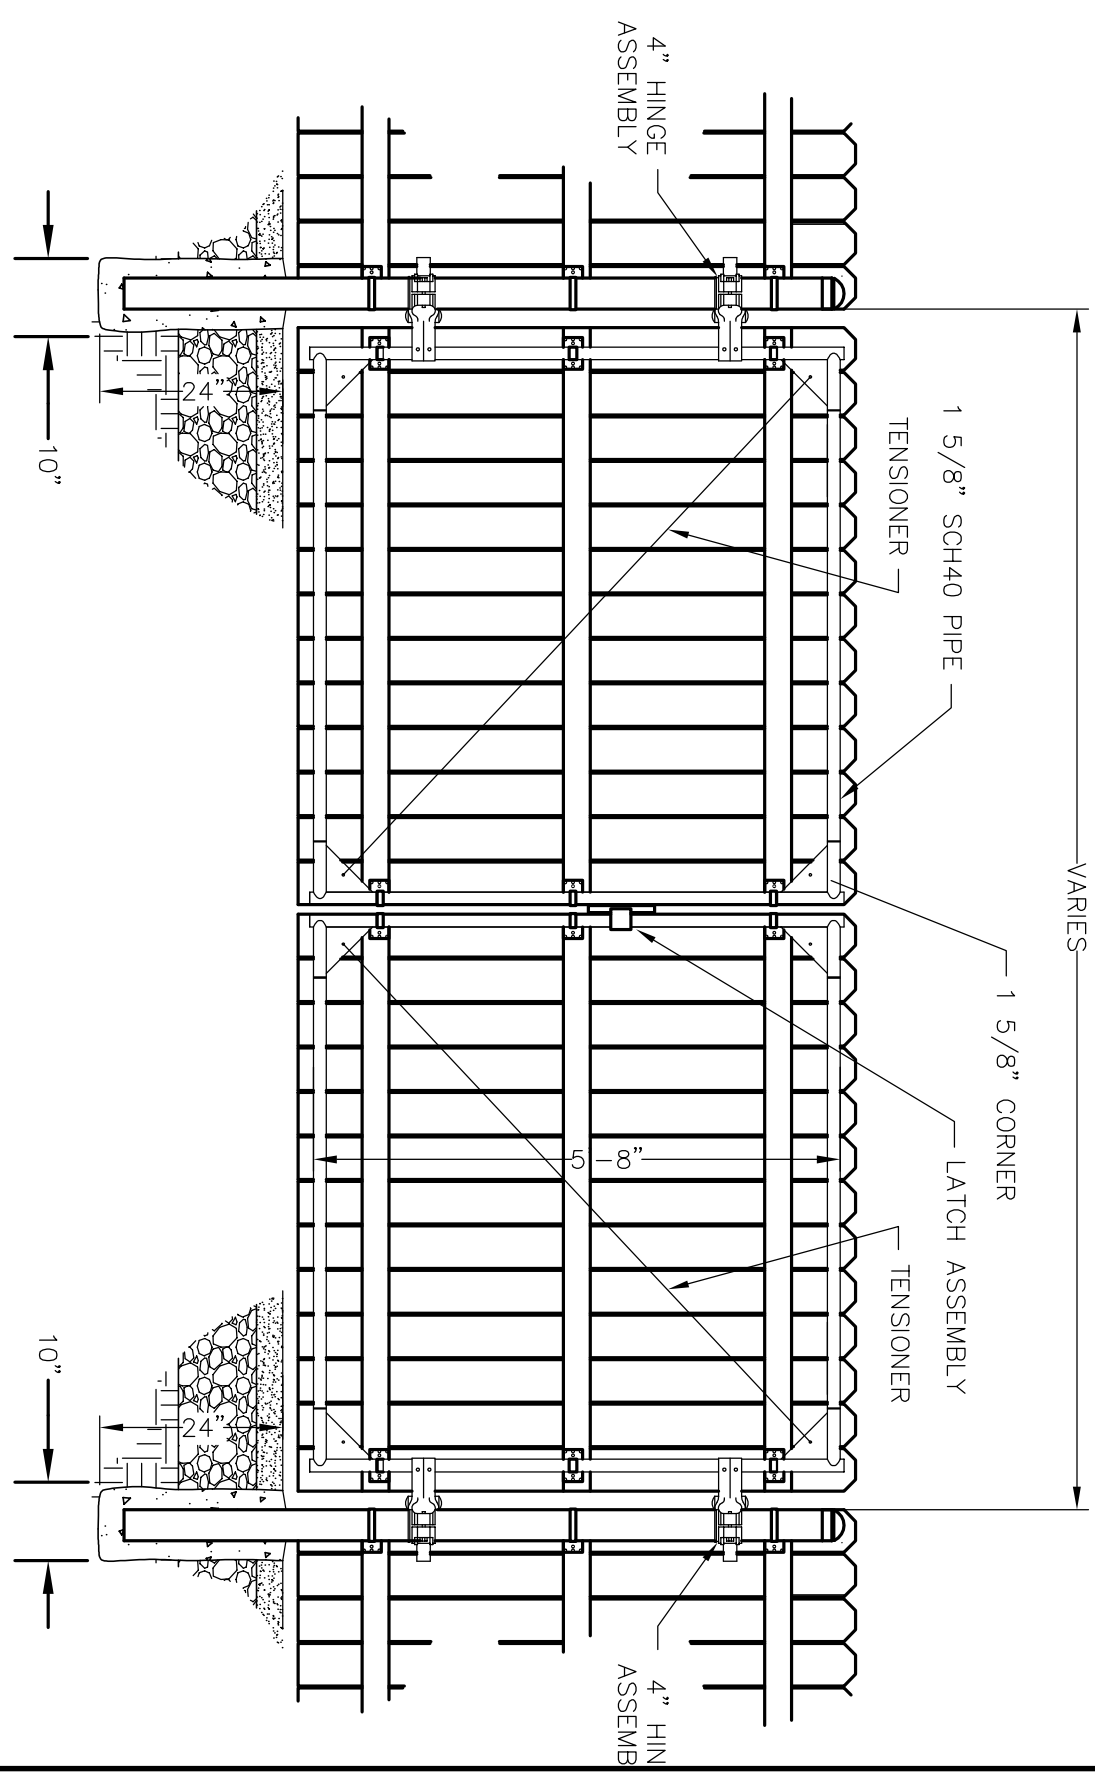 VARIES
1 5/8” SCH40 PIPE
TENSIONER
1 5/8” CORNER
LATCH ASSEMBLY
TENSIONER
4” HINGE
ASSEMBLY
4” HIN
ASSEMB
5'-8”
24”
24”
10”
10”